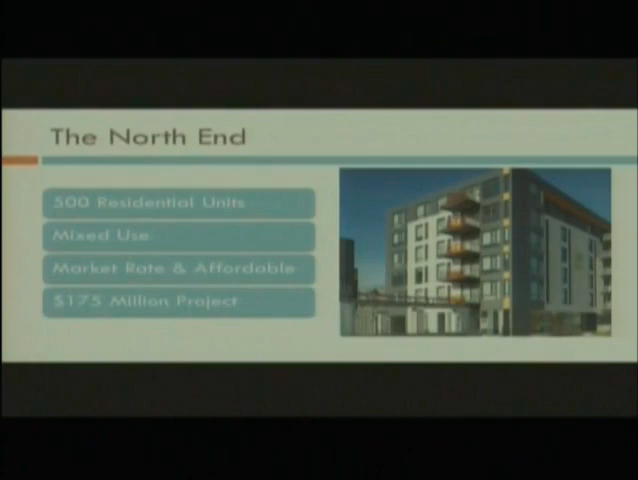 The North End
500 Residential Units
Mixed Use
Market Rate & Affordable
$175 Million Project